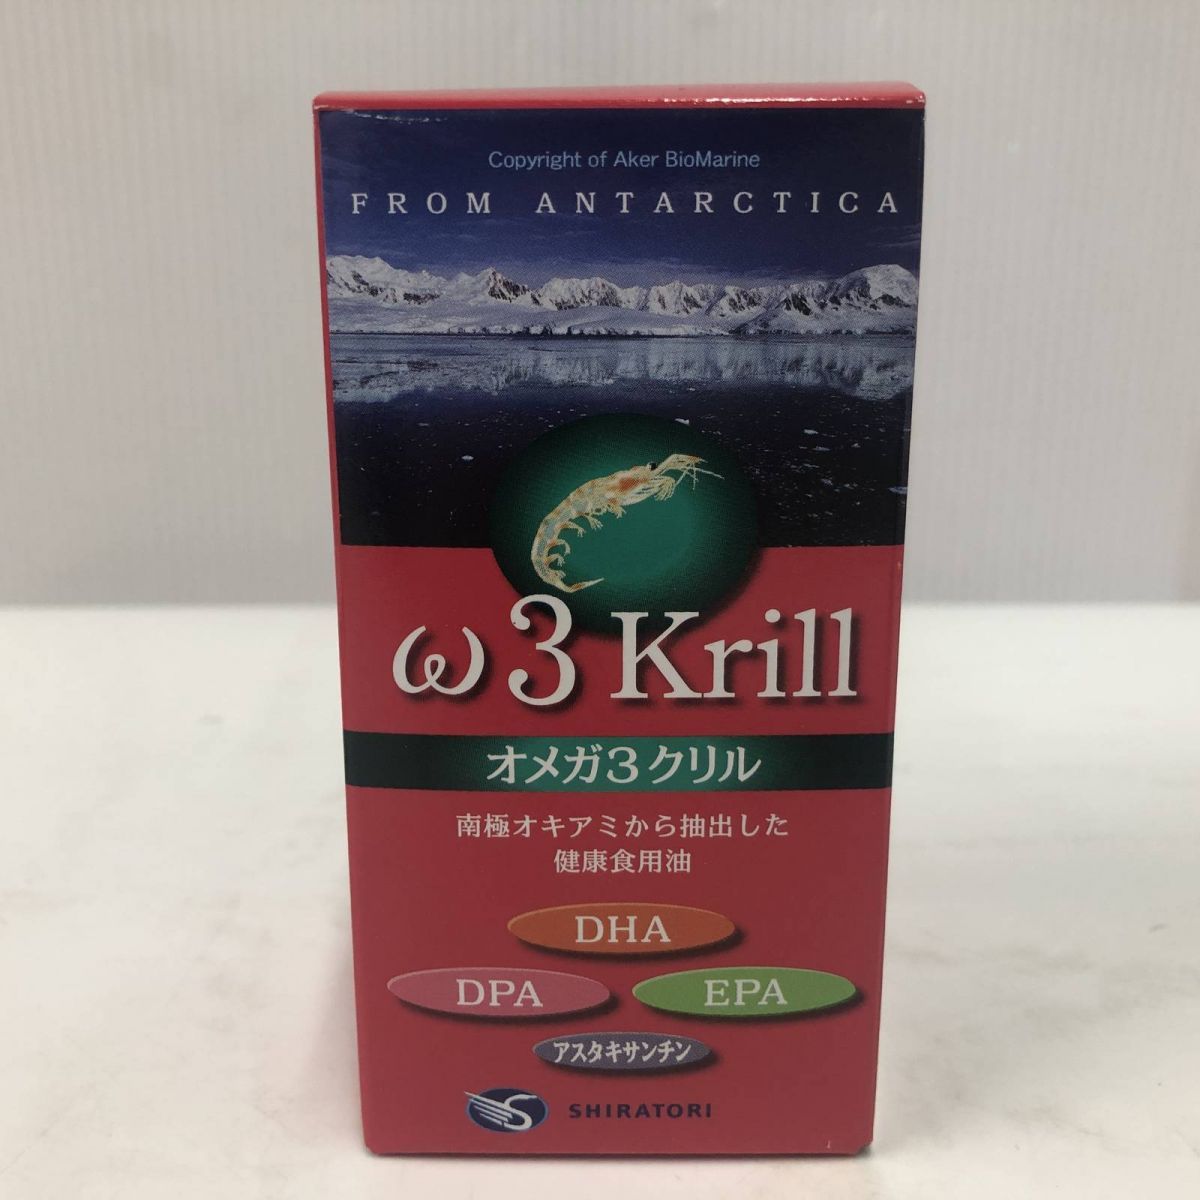 Copyright of Aker BioMarine
FROM ANTARCTICA
ω3 Krill
オメガ3クリル
南極オキアミから抽出した
健康食用油
DHA
DPA EPA
アスタキサンチン
S SHIRATORI